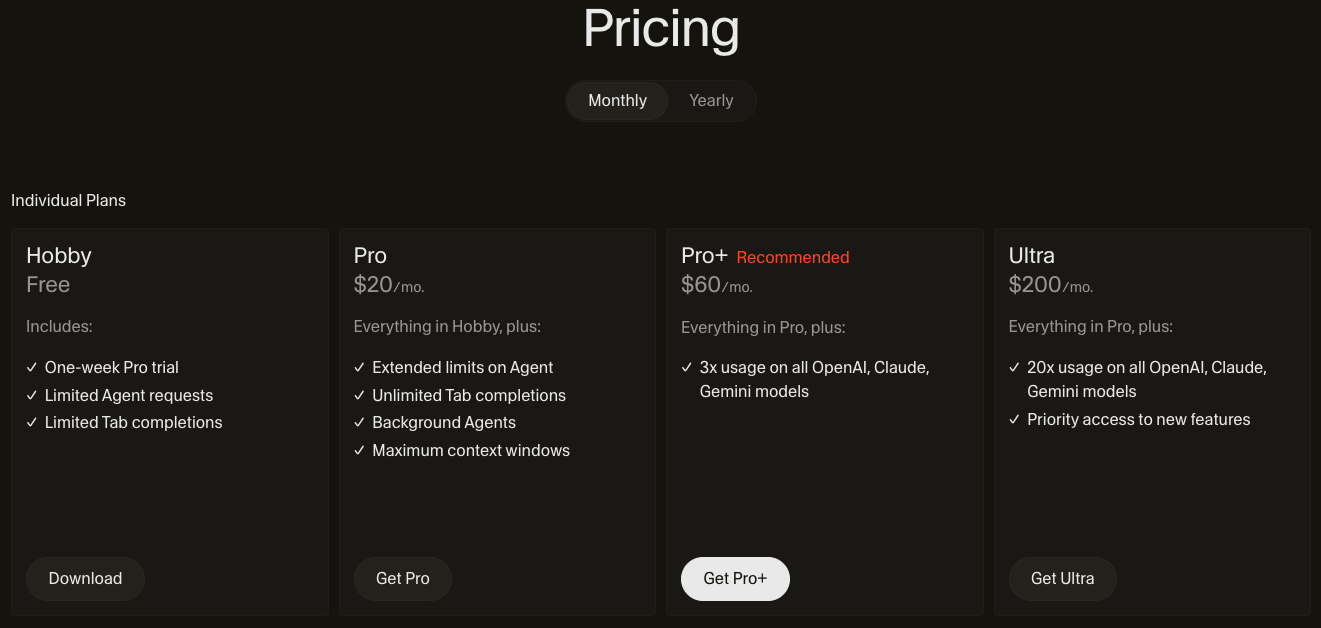 Pricing
Monthly
Yearly
Individual Plans
Hobby
Free
Includes:
✓ One-week Pro trial
✓ Limited Agent requests
✓ Limited Tab completions
Download
Pro
$20/mo.
Everything in Hobby, plus:
✓ Extended limits on Agent
✓ Unlimited Tab completions
✓ Background Agents
✓ Maximum context windows
Get Pro
Pro+ Recommended
$60/mo.
Everything in Pro, plus:
✓ 3x usage on all OpenAI, Claude,
Gemini models
Get Pro+
Ultra
$200/mo.
Everything in Pro, plus:
✓ 20x usage on all OpenAI, Claude,
Gemini models
✓ Priority access to new features
Get Ultra